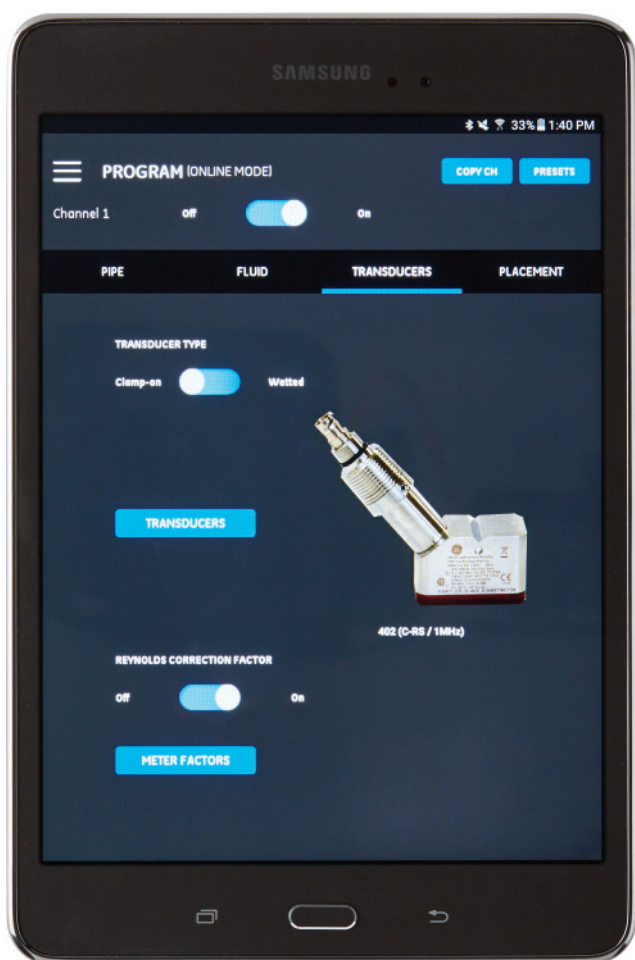 SAMSUNG
33% 1:40 PM
PROGRAM (ONLINE MODE)
COPY CH
PRESETS
Channel 1
Off
On
PIPE
FLUID
TRANSDUCERS
PLACEMENT
TRANSDUCER TYPE
Clamp-on
Wetted
TRANSDUCERS
402 (C-RS / 1MHz)
REYNOLDS CORRECTION FACTOR
Off
On
METER FACTORS